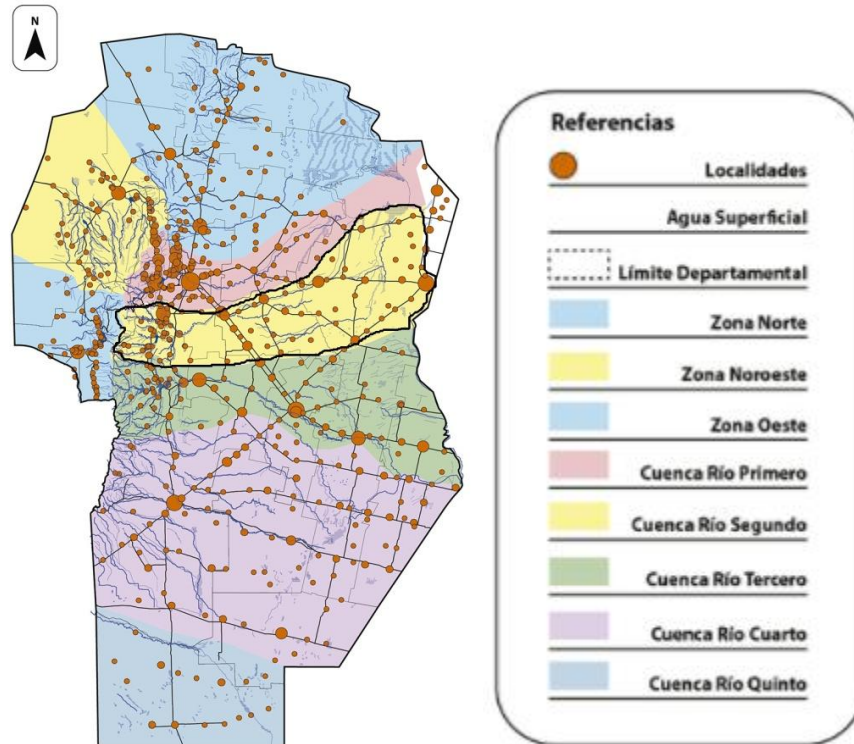 N
Referencias
Localidades
Agua Superficial
Límite Departamental
Zona Norte
Zona Noroeste
Zona Oeste
Cuenca Río Primero
Cuenca Río Segundo
Cuenca Río Tercero
Cuenca Río Cuarto
Cuenca Río Quinto